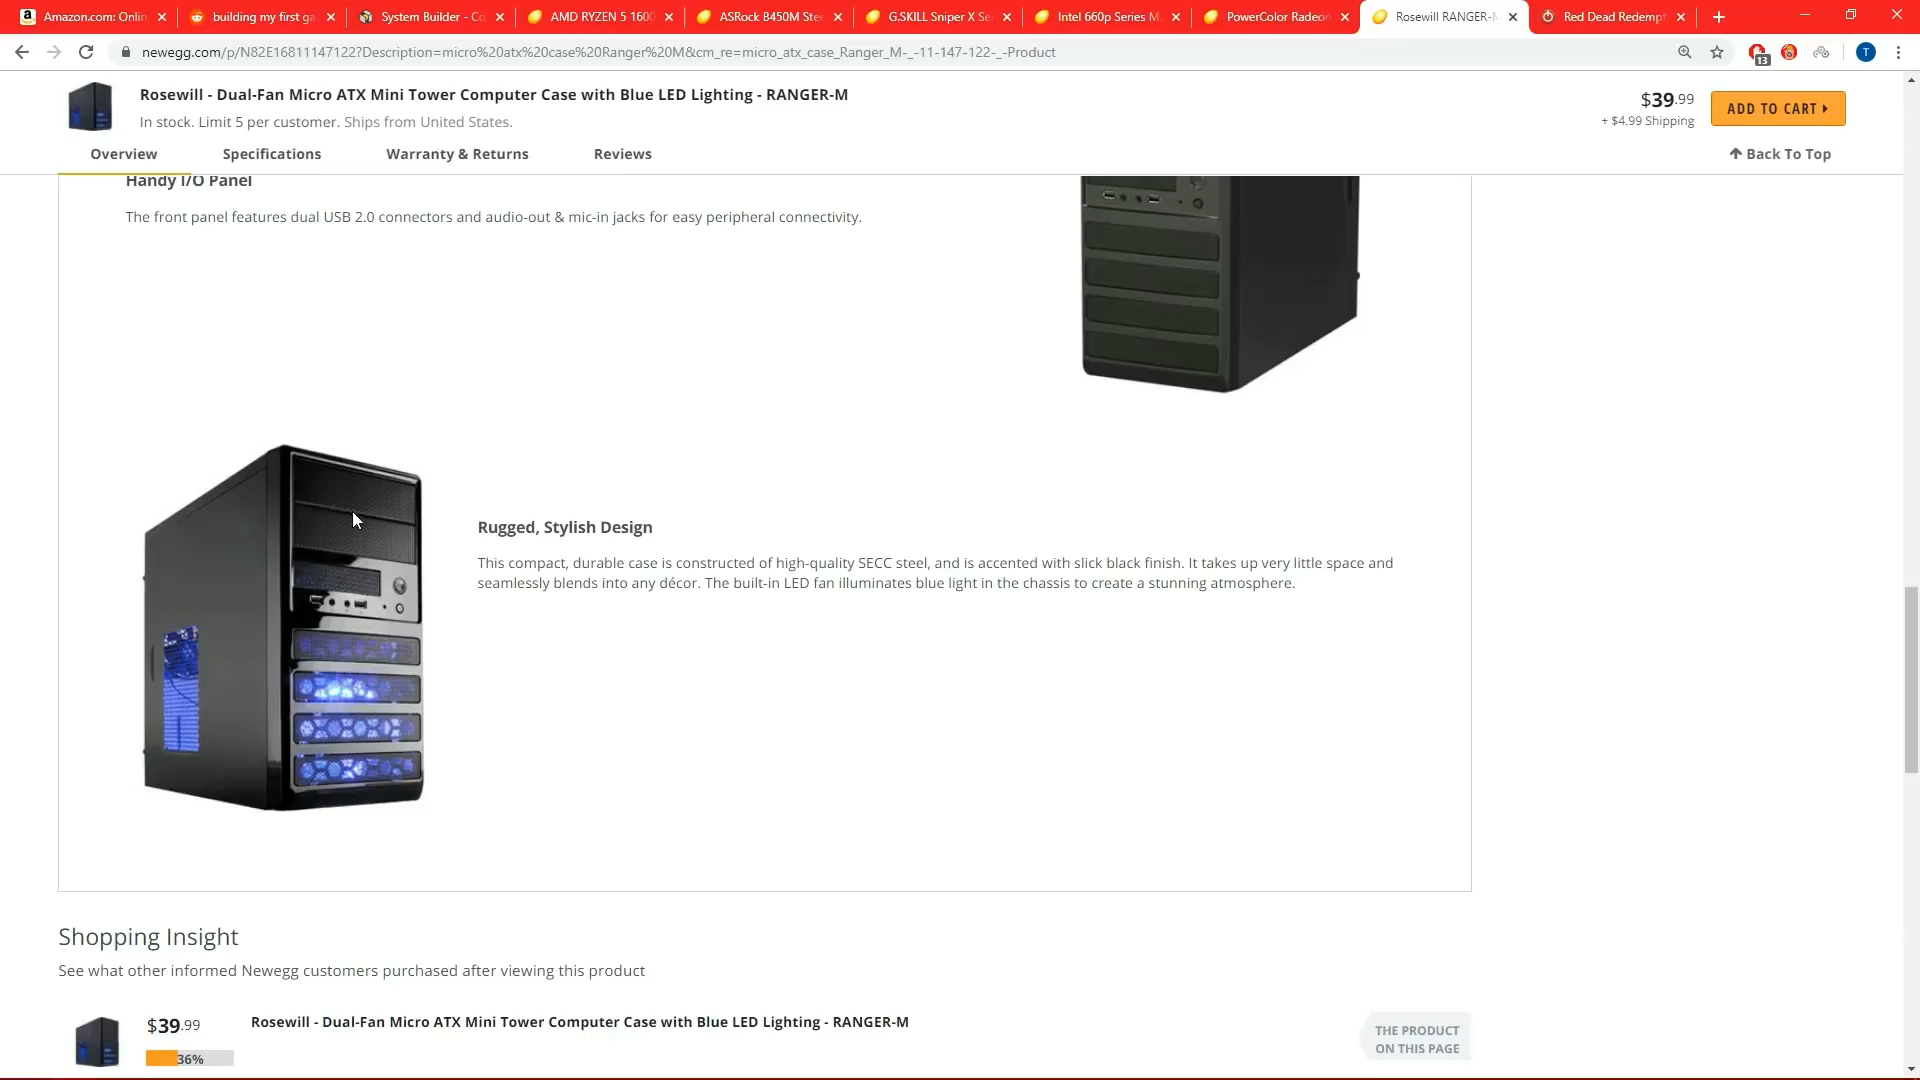 Amazon.com: Onlin
building my first ga
System Builder - Co
AMD RYZEN 5 1600
ASRock B450M Stee
G.SKILL Sniper X Se
Intel 660p Series M.
PowerColor Radeon
Rosewill RANGER-M
Red Dead Redempt
newegg.com/p/N82E16811147122?Description=micro%20atx%20case%20Ranger%20M&cm_re=micro_atx_case_Ranger_M-_-11-147-122-_-Product
13
T
Rosewill - Dual-Fan Micro ATX Mini Tower Computer Case with Blue LED Lighting - RANGER-M
In stock. Limit 5 per customer. Ships from United States.
$39.99
+ $4.99 Shipping
ADD TO CART
Overview
Specifications
Warranty & Returns
Reviews
Back To Top
Handy I/O Panel
The front panel features dual USB 2.0 connectors and audio-out & mic-in jacks for easy peripheral connectivity.
Rugged, Stylish Design
This compact, durable case is constructed of high-quality SECC steel, and is accented with slick black finish. It takes up very little space and
seamlessly blends into any décor. The built-in LED fan illuminates blue light in the chassis to create a stunning atmosphere.
Shopping Insight
See what other informed Newegg customers purchased after viewing this product
$39.99
Rosewill - Dual-Fan Micro ATX Mini Tower Computer Case with Blue LED Lighting - RANGER-M
36%
THE PRODUCT
ON THIS PAGE